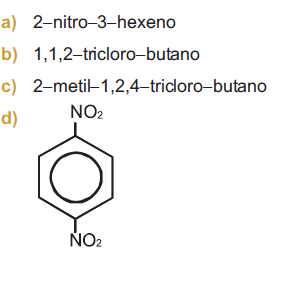 a) 2–nitro–3–hexeno
b) 1,1,2–tricloro–butano
c) 2–metil–1,2,4–tricloro–butano
d)
NO₂
NO₂